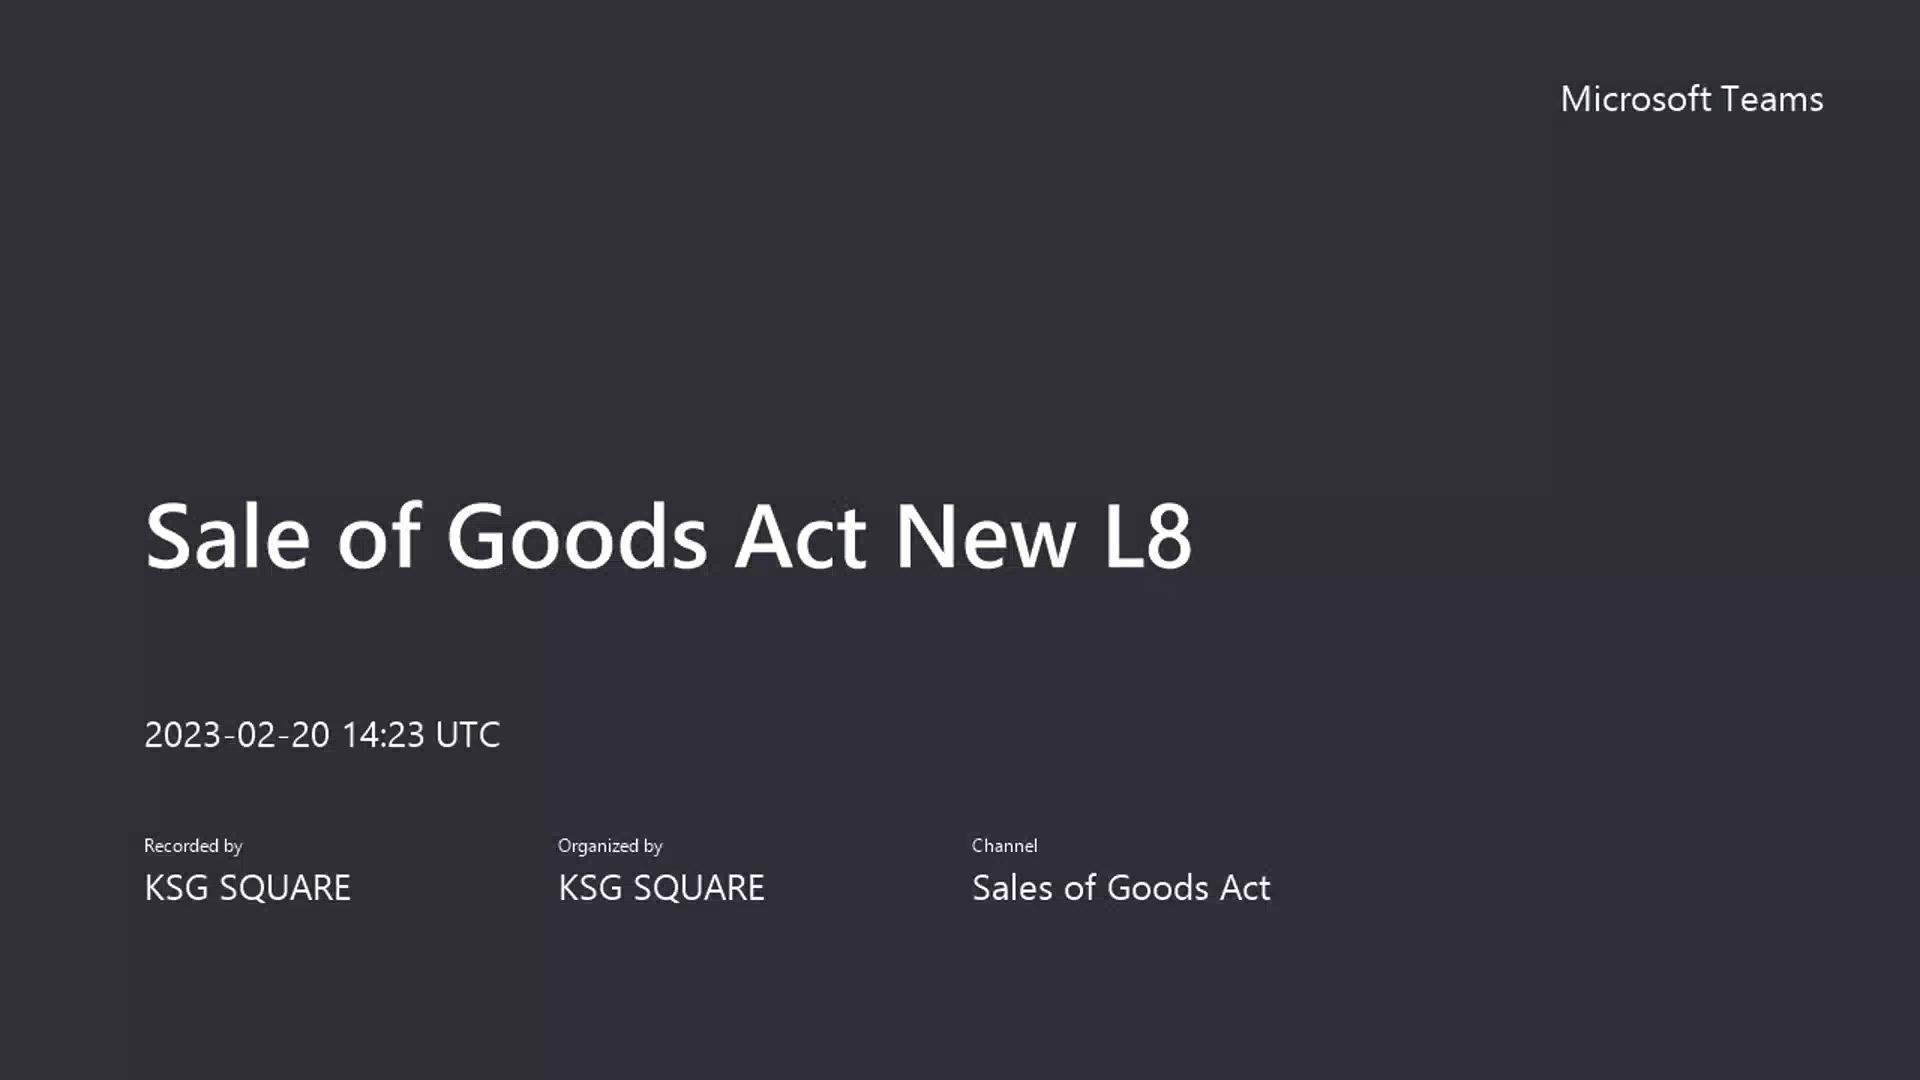 Microsoft Teams
Sale of Goods Act New L8
2023-02-20 14:23 UTC
Recorded by
KSG SQUARE
Organized by
KSG SQUARE
Channel
Sales of Goods Act